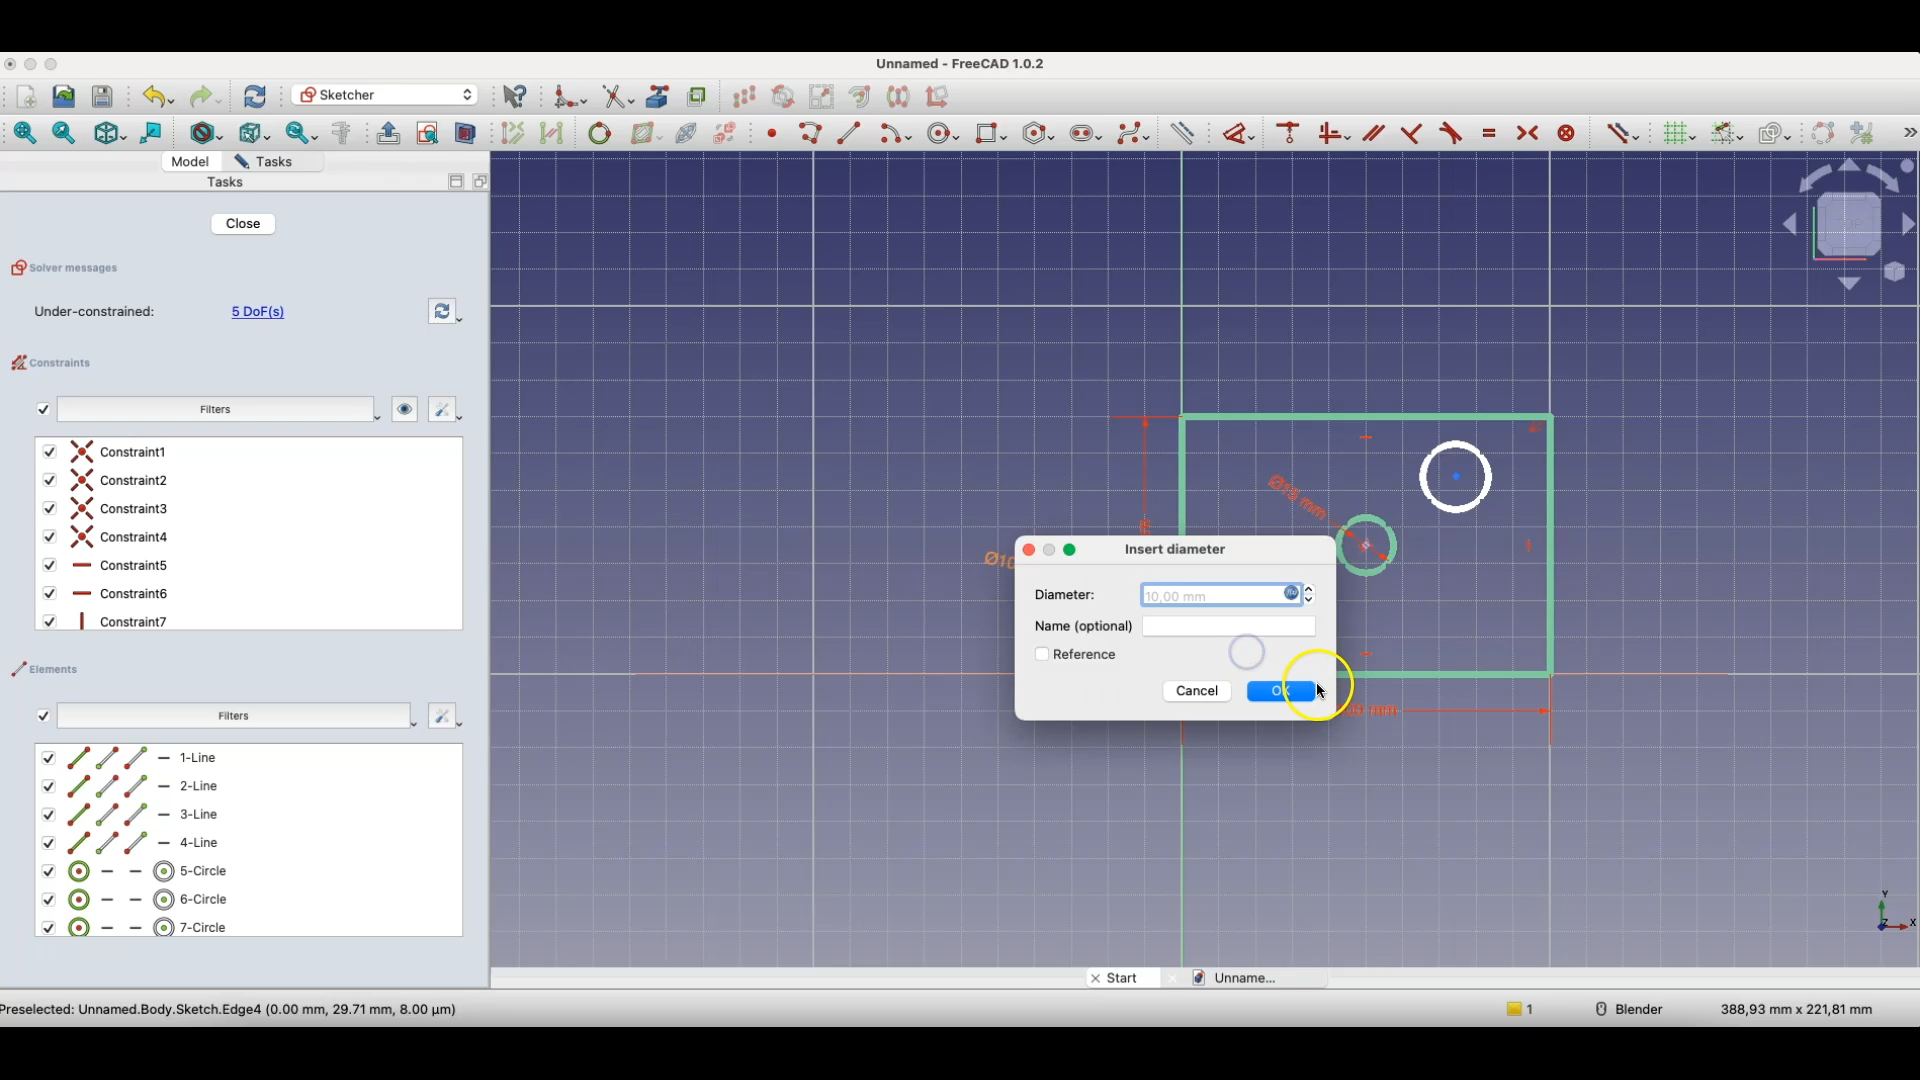 Unnamed - FreeCAD 1.0.2
Sketcher
Model
Tasks
Tasks
Close
Solver messages
Under-constrained:
5 DoF(s)
Constraints
Filters
Constraint1
Constraint2
Constraint3
Constraint4
Constraint5
Constraint6
Constraint7
Elements
Filters
1-Line
2-Line
3-Line
4-Line
5-Circle
6-Circle
7-Circle
Ø16 mm
Insert diameter
Diameter:
10,00 mm
Name (optional)
Reference
Cancel
OK
Y
Z
X
Start
Unname...
Preselected: Unnamed.Body.Sketch.Edge4 (0.00 mm, 29.71 mm, 8.00 µm)
1
Blender
388,93 mm x 221,81 mm